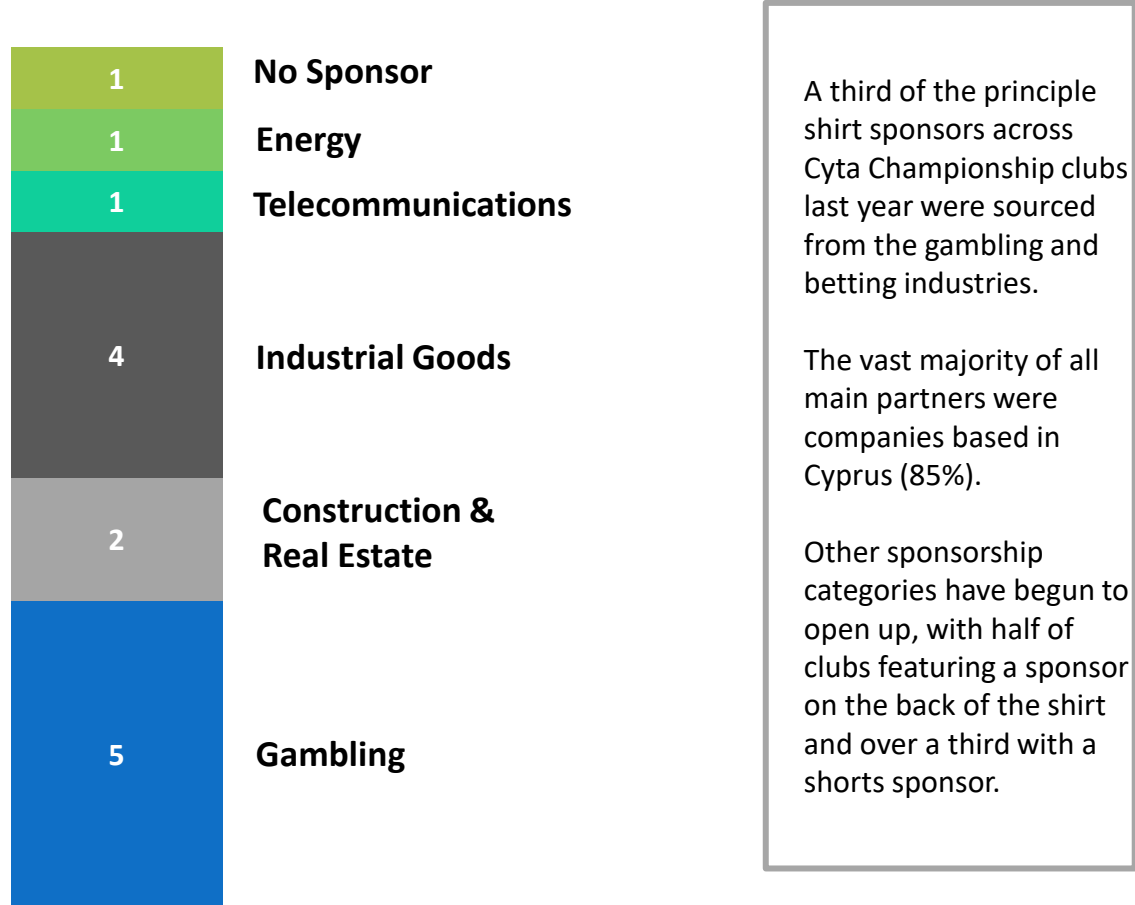 1 No Sponsor
1 Energy
1 Telecommunications
4 Industrial Goods
2 Construction &
Real Estate
5 Gambling
A third of the principle
shirt sponsors across
Cyta Championship clubs
last year were sourced
from the gambling and
betting industries.
The vast majority of all
main partners were
companies based in
Cyprus (85%).
Other sponsorship
categories have begun to
open up, with half of
clubs featuring a sponsor
on the back of the shirt
and over a third with a
shorts sponsor.